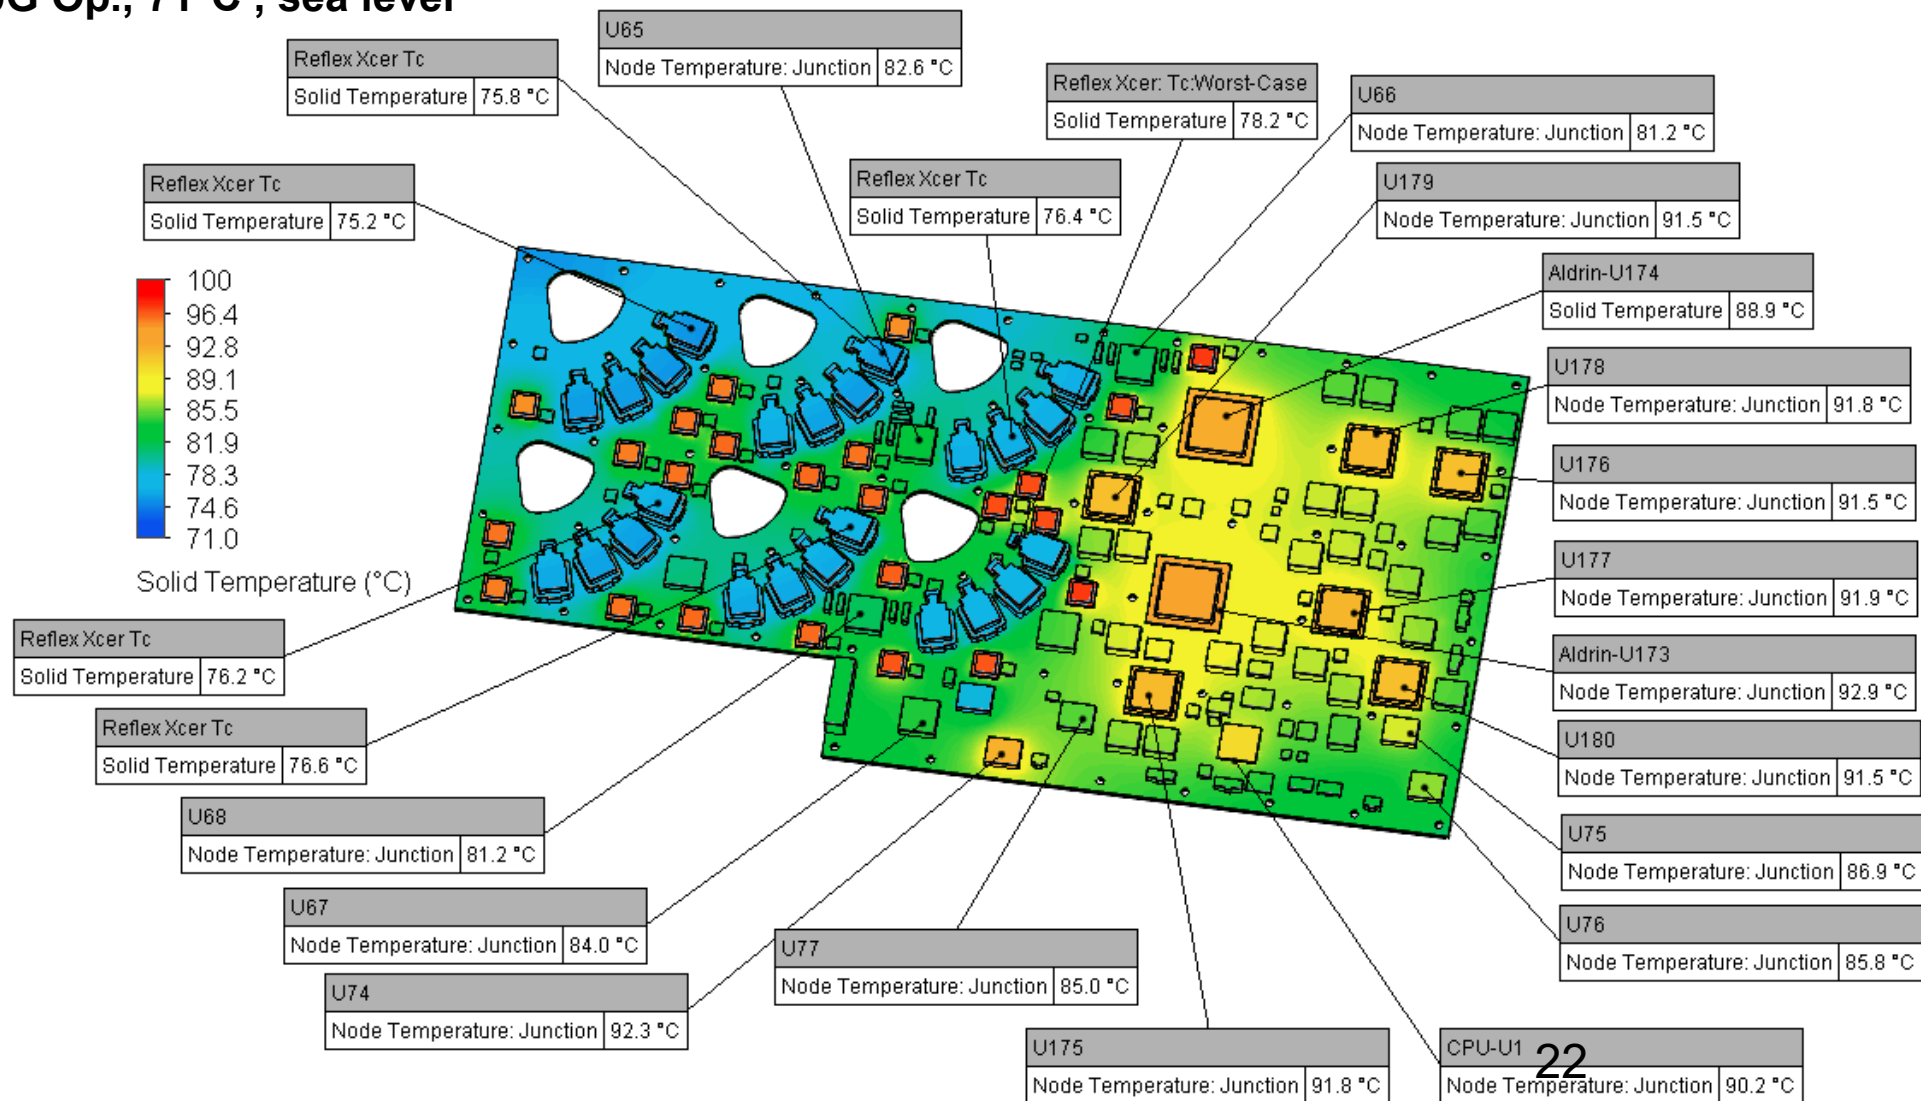 G Op., 71°C , sea level
U65
Node Temperature: Junction 82.6 °C
Reflex Xcer Tc
Solid Temperature 75.8 °C
Reflex Xcer: Tc:Worst-Case
Solid Temperature 78.2 °C
U66
Node Temperature: Junction 81.2 °C
Reflex Xcer Tc
Solid Temperature 75.2 °C
Reflex Xcer Tc
Solid Temperature 76.4 °C
U179
Node Temperature: Junction 91.5 °C
Aldrin-U174
Solid Temperature 88.9 °C
100
96.4
92.8
89.1
85.5
81.9
78.3
74.6
71.0
Solid Temperature (°C)
U178
Node Temperature: Junction 91.8 °C
U176
Node Temperature: Junction 91.5 °C
U177
Node Temperature: Junction 91.9 °C
Reflex Xcer Tc
Solid Temperature 76.2 °C
Aldrin-U173
Node Temperature: Junction 92.9 °C
Reflex Xcer Tc
Solid Temperature 76.6 °C
U180
Node Temperature: Junction 91.5 °C
U68
Node Temperature: Junction 81.2 °C
U75
Node Temperature: Junction 86.9 °C
U67
Node Temperature: Junction 84.0 °C
U77
Node Temperature: Junction 85.0 °C
U76
Node Temperature: Junction 85.8 °C
U74
Node Temperature: Junction 92.3 °C
U175
Node Temperature: Junction 91.8 °C
CPU-U1
Node Temperature: Junction 90.2 °C
22